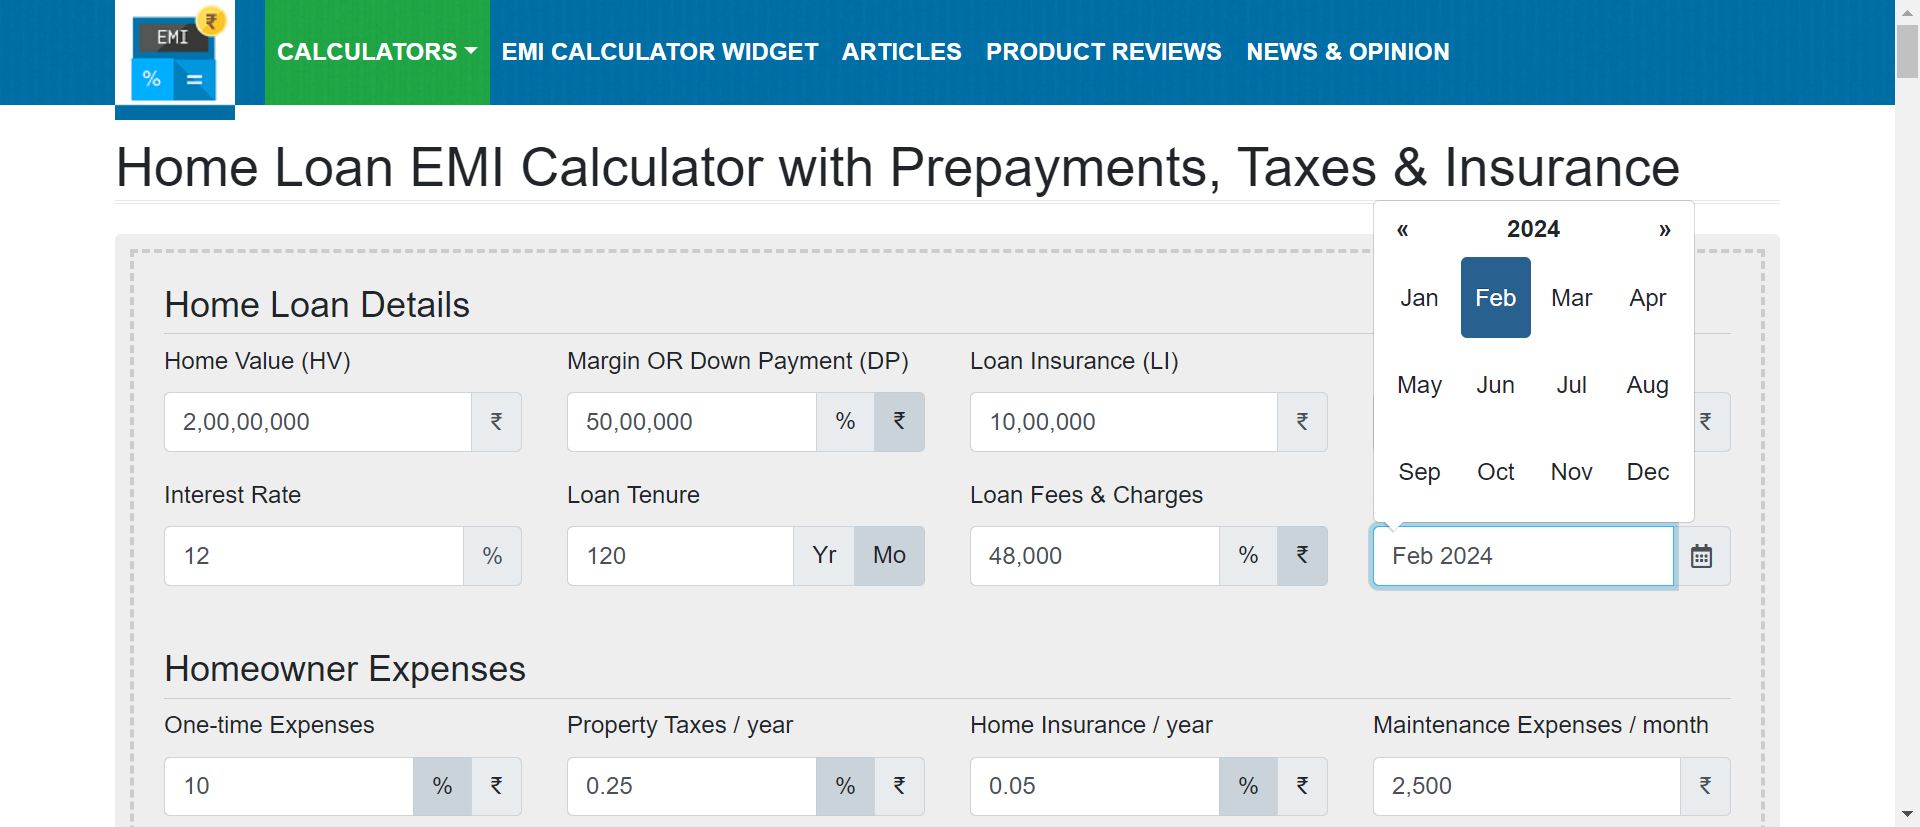 EMI
₹
%
=
CALCULATORS
EMI CALCULATOR WIDGET
ARTICLES
PRODUCT REVIEWS
NEWS & OPINION
Home Loan EMI Calculator with Prepayments, Taxes & Insurance
« 2024 »
Jan Feb Mar Apr
May Jun Jul Aug
Sep Oct Nov Dec
Home Loan Details
Home Value (HV)
2,00,00,000 ₹
Margin OR Down Payment (DP)
50,00,000 % ₹
Loan Insurance (LI)
10,00,000 ₹
₹
Interest Rate
12 %
Loan Tenure
120 Yr Mo
Loan Fees & Charges
48,000 % ₹
Feb 2024
Homeowner Expenses
One-time Expenses
10 % ₹
Property Taxes / year
0.25 % ₹
Home Insurance / year
0.05 % ₹
Maintenance Expenses / month
2,500 ₹